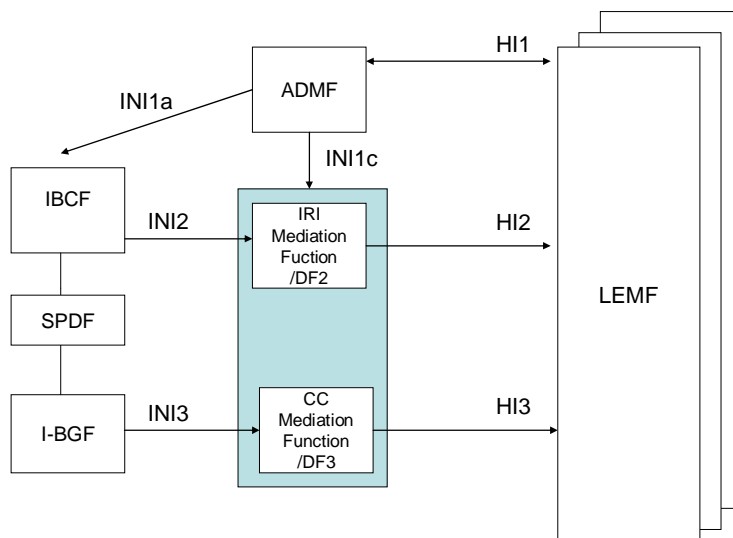 HI1
ADMF
INI1a
INI1c
IBCF
INI2
IRI
Mediation
Fuction
/DF2
HI2
LEMF
SPDF
I-BGF
INI3
CC
Mediation
Function
/DF3
HI3